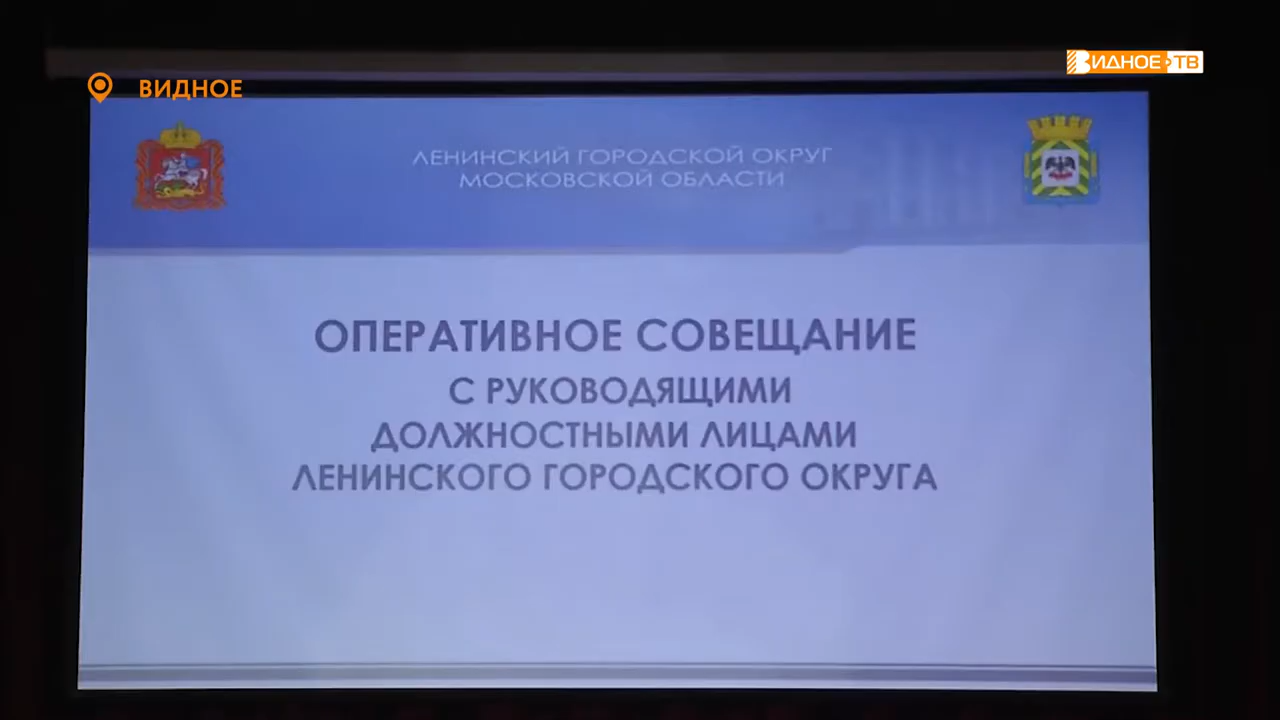 ВИДНОЕ
ВИДНОЕ ТВ
ЛЕНИНСКИЙ ГОРОДСКОЙ ОКРУГ
МОСКОВСКОЙ ОБЛАСТИ
ОПЕРАТИВНОЕ СОВЕЩАНИЕ
С РУКОВОДЯЩИМИ
ДОЛЖНОСТНЫМИ ЛИЦАМИ
ЛЕНИНСКОГО ГОРОДСКОГО ОКРУГА